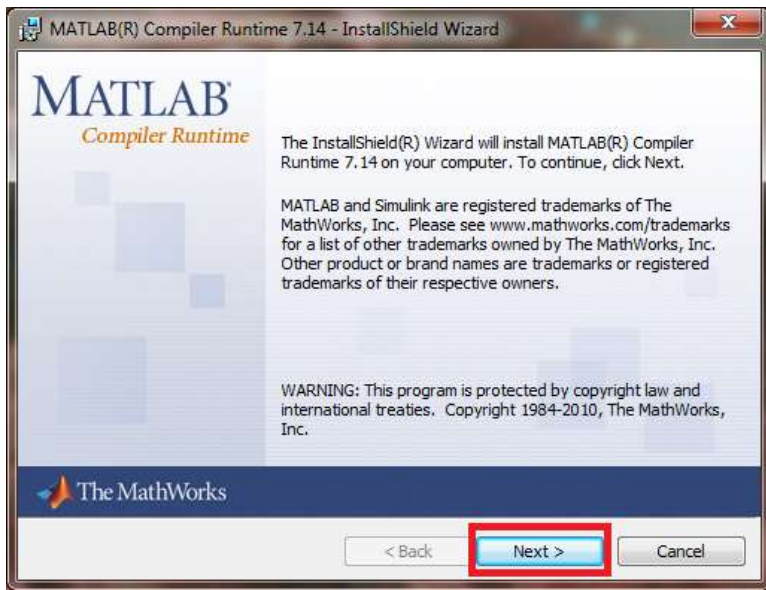 MATLAB(R) Compiler Runtime 7.14 - InstallShield Wizard
MATLAB®
Compiler Runtime
The InstallShield(R) Wizard will install MATLAB(R) Compiler
Runtime 7.14 on your computer. To continue, click Next.
MATLAB and Simulink are registered trademarks of The
MathWorks, Inc. Please see www.mathworks.com/trademarks
for a list of other trademarks owned by The MathWorks, Inc.
Other product or brand names are trademarks or registered
trademarks of their respective owners.
WARNING: This program is protected by copyright law and
international treaties. Copyright 1984-2010, The MathWorks,
Inc.
The MathWorks
< Back
Next >
Cancel